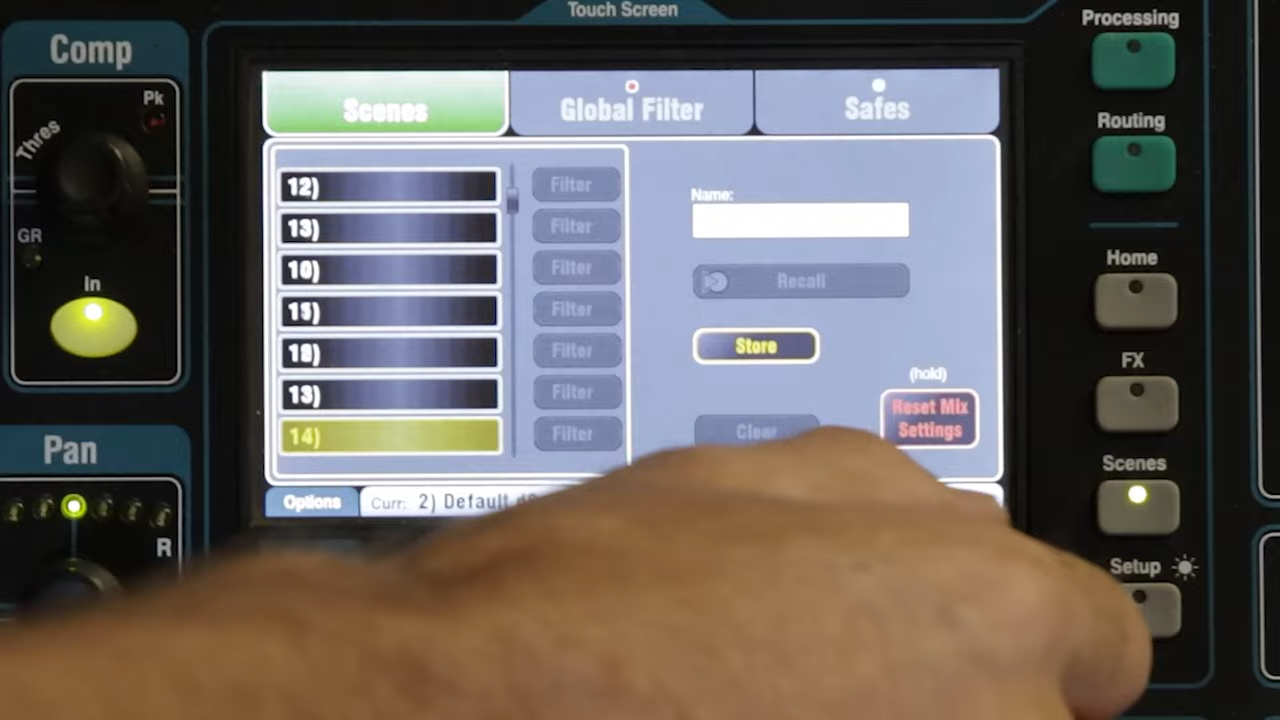 Touch Screen
Comp
Pk
Thres
GR
In
Pan
R
Scenes
Global Filter
Safes
12)
Filter
13)
Filter
10)
Filter
15)
Filter
Filter
13)
Filter
14)
Filter
Name:
Recall
Store
Clear
(hold)
Reset Mix
Settings
Options
Curr: 2) Default
Processing
Routing
Home
FX
Scenes
Setup